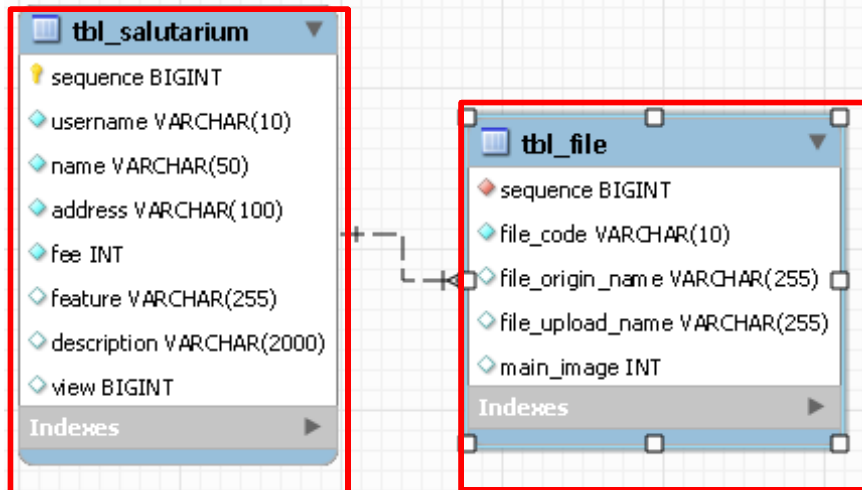 tbl_salutarium
sequence BIGINT
username VARCHAR(10)
name VARCHAR(50)
address VARCHAR(100)
fee INT
feature VARCHAR(255)
description VARCHAR(2000)
view BIGINT
Indexes
tbl_file
sequence BIGINT
file_code VARCHAR(10)
file_origin_name VARCHAR(255)
file_upload_name VARCHAR(255)
main_image INT
Indexes